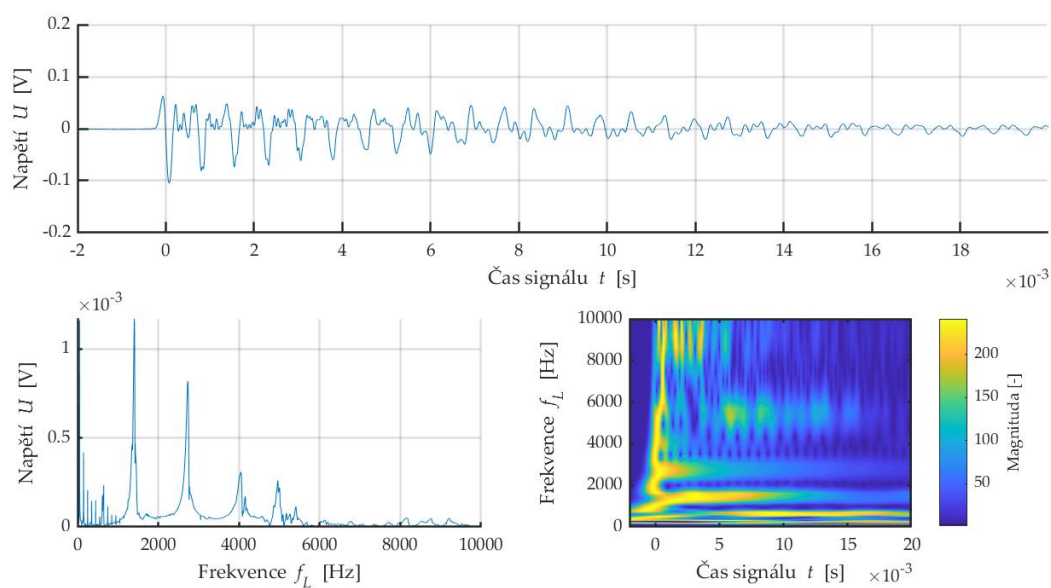 0.2
0.1
0
-0.1
-0.2
Napětí U [V]
-2 0 2 4 6 8 10 12 14 16 18
Čas signálu t [s]
×10⁻³
×10⁻³
1
0.5
0
Napětí U [V]
0 2000 4000 6000 8000 10000
Frekvence f_L [Hz]
10000
8000
6000
4000
2000
0
Frekvence f_L [Hz]
0 5 10 15 20
Čas signálu t [s]
×10⁻³
200
150
100
50
Magnituda [-]